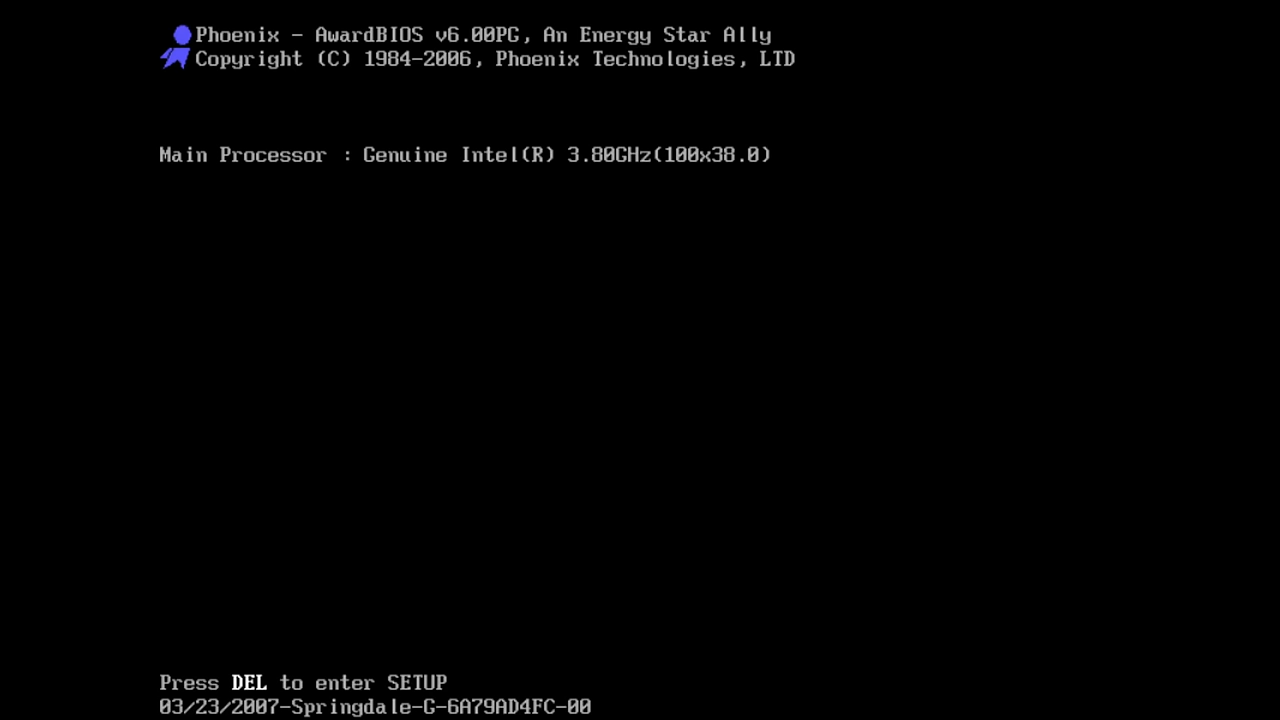 Phoenix - AwardBIOS v6.00PG, An Energy Star Ally
Copyright (C) 1984-2006, Phoenix Technologies, LTD
Main Processor : Genuine Intel(R) 3.80GHz(100x38.0)
Press DEL to enter SETUP
03/23/2007-Springdale-G-6A79AD4FC-00